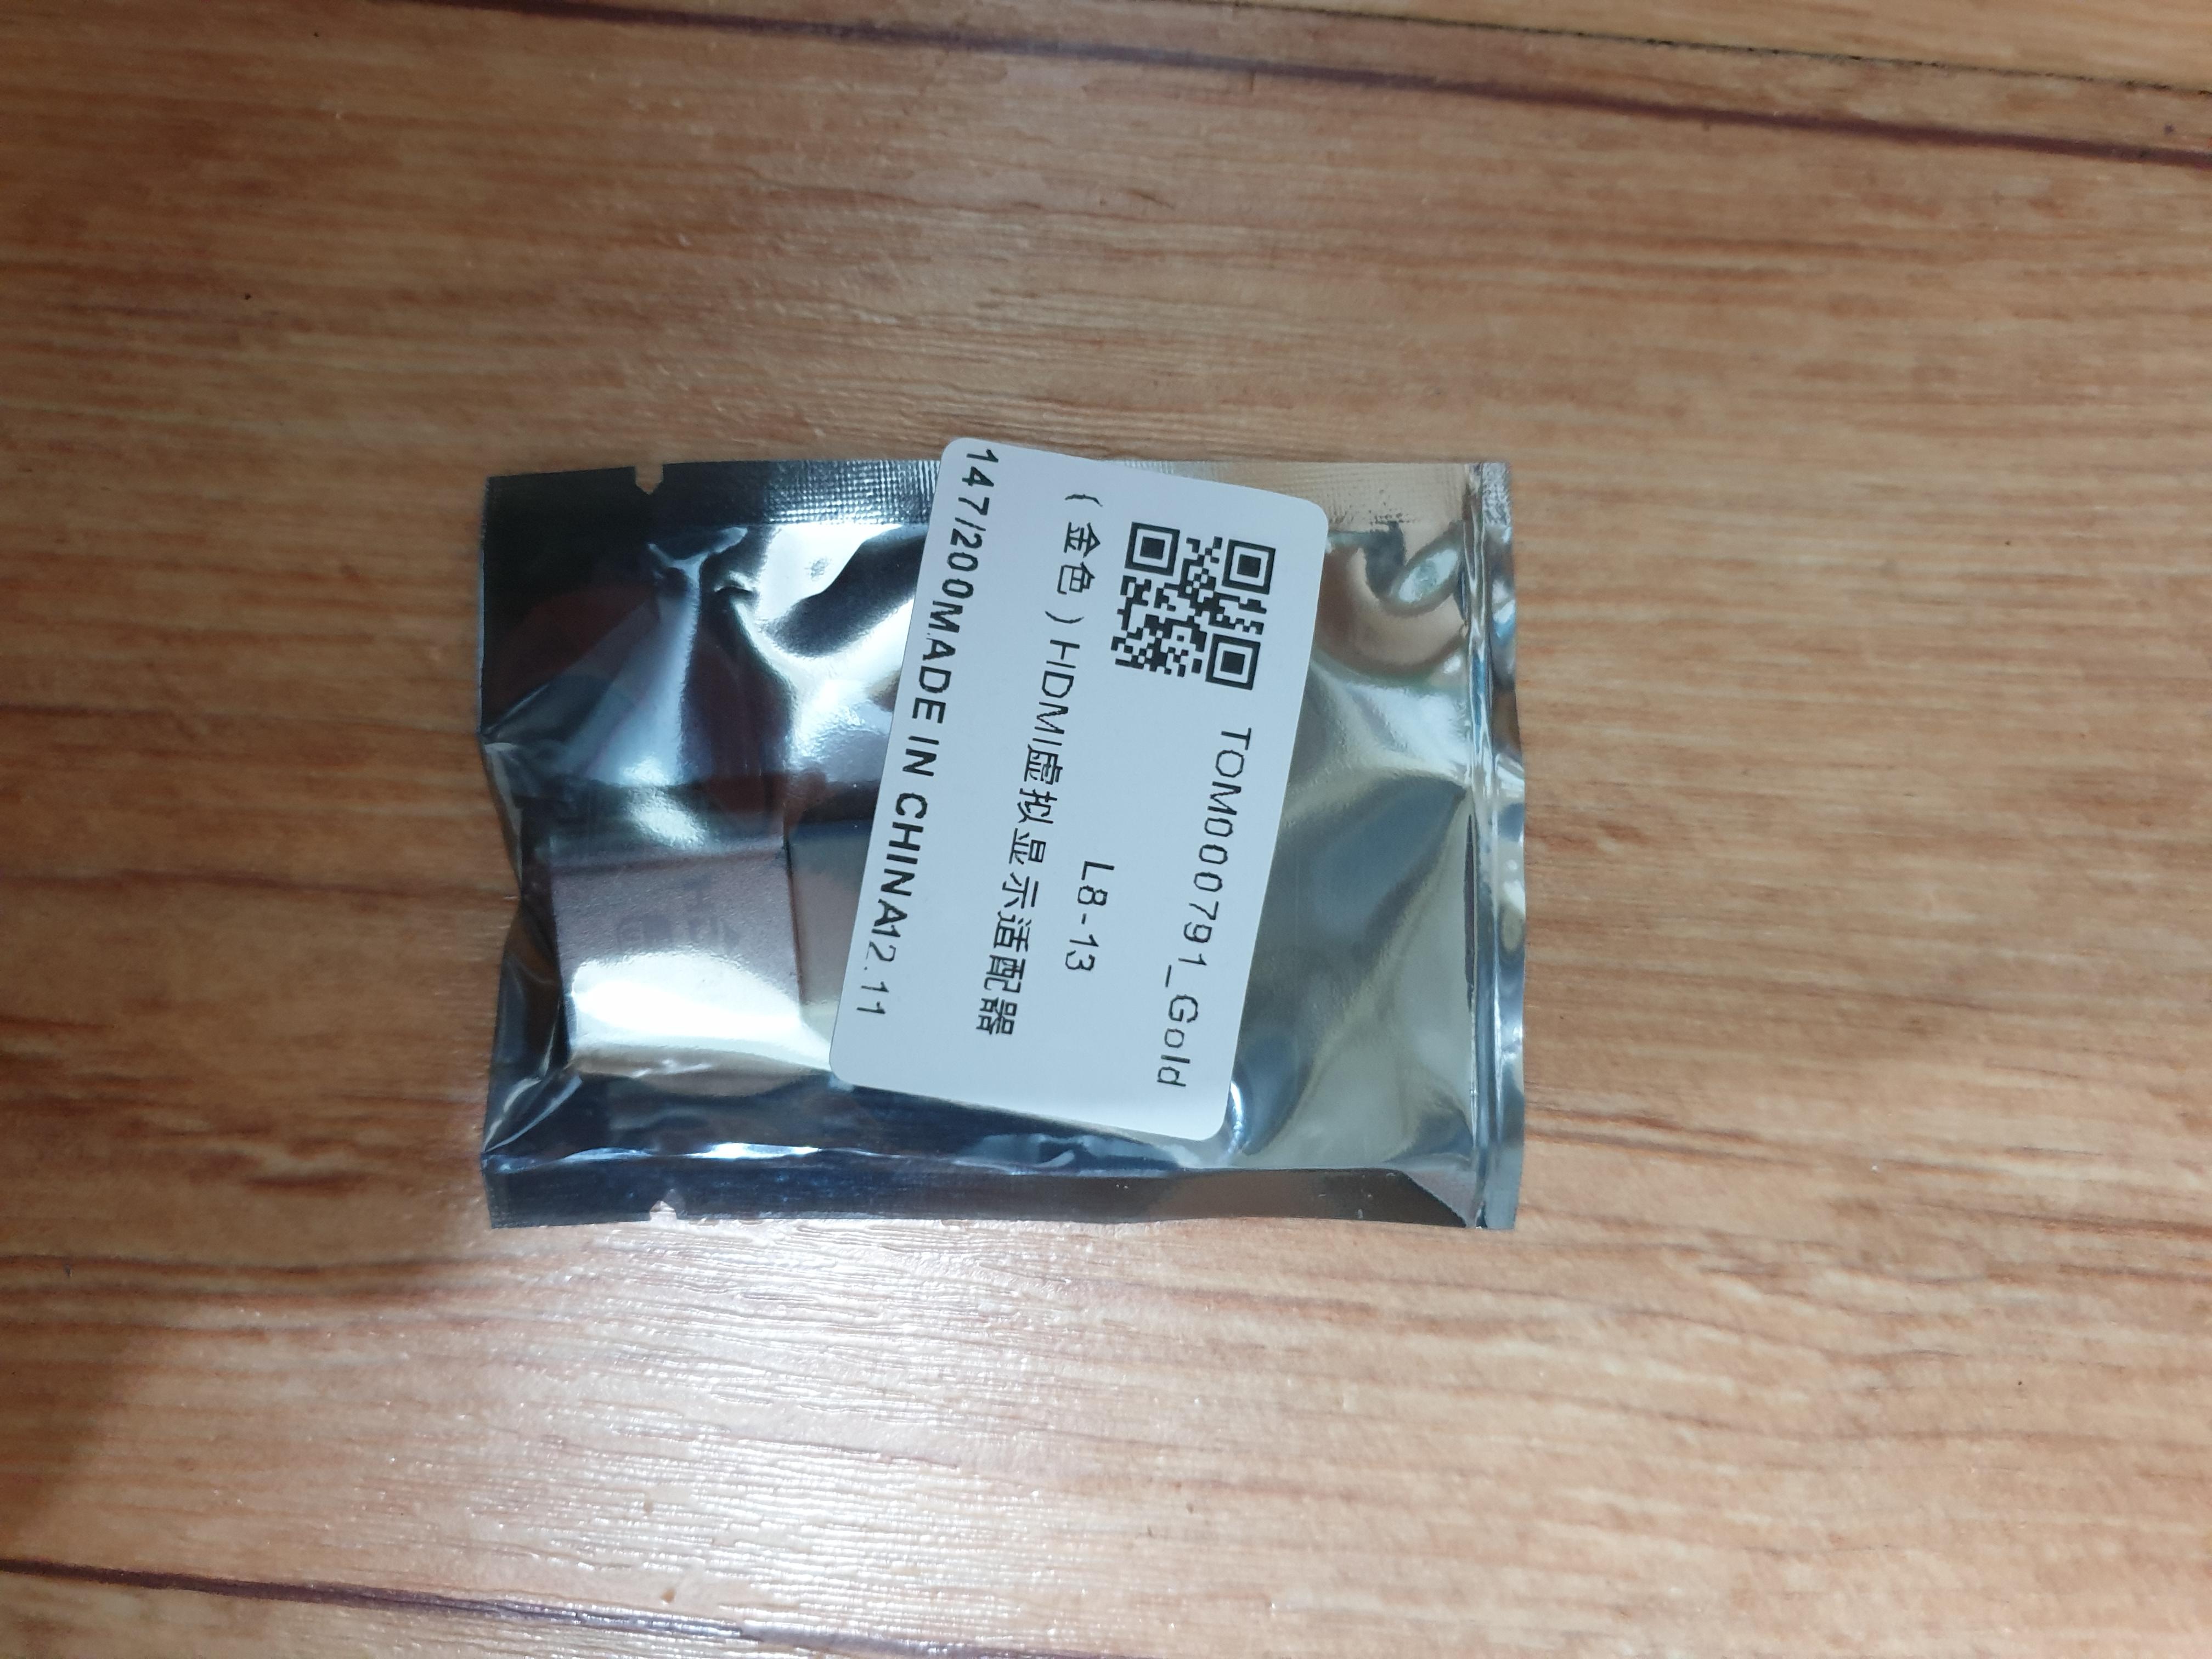 TOM000791_Gold
L8-13
（金色）HDMI虚拟显示适配器
147/200MADE IN CHINA12.11